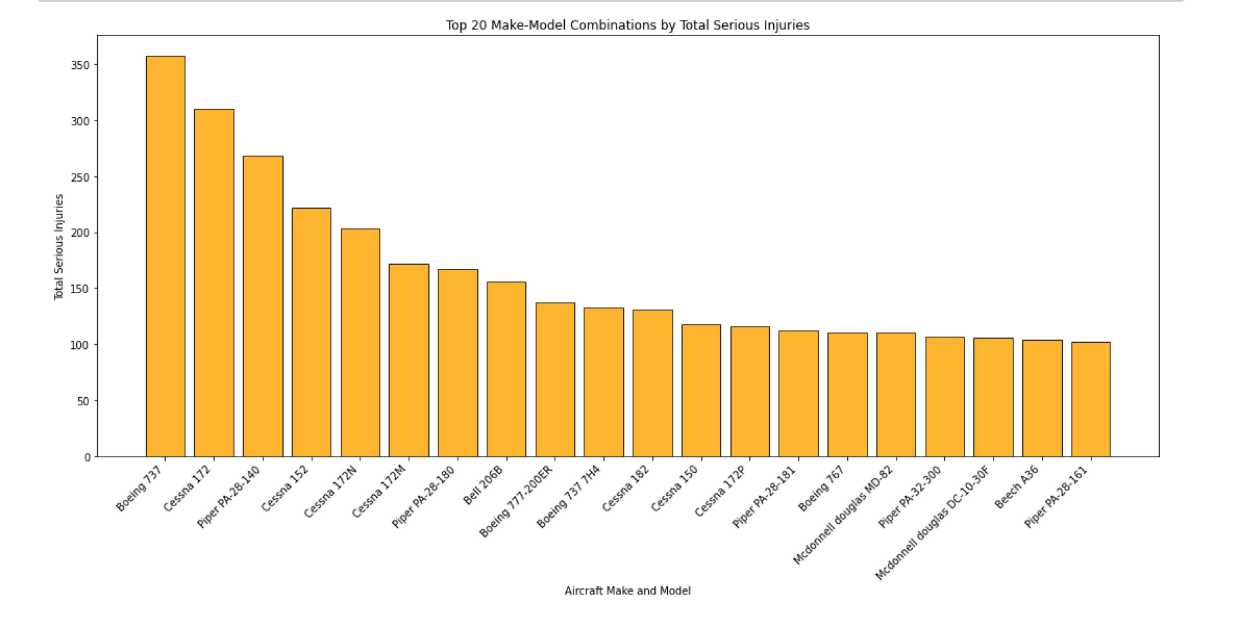 Top 20 Make-Model Combinations by Total Serious Injuries
350
300
250
200
150
100
50
0
Total Serious Injuries
Boeing 737
Cessna 172
Piper PA-28-140
Cessna 152
Cessna 172N
Cessna 172M
Piper PA-28-180
Bell 206B
Boeing 777-200ER
Boeing 737 7H4
Cessna 182
Cessna 150
Cessna 172P
Piper PA-28-181
Boeing 767
Mcdonnell douglas MD-82
Piper PA-32-300
Mcdonnell douglas DC-10-30F
Beech A36
Piper PA-28-161
Aircraft Make and Model